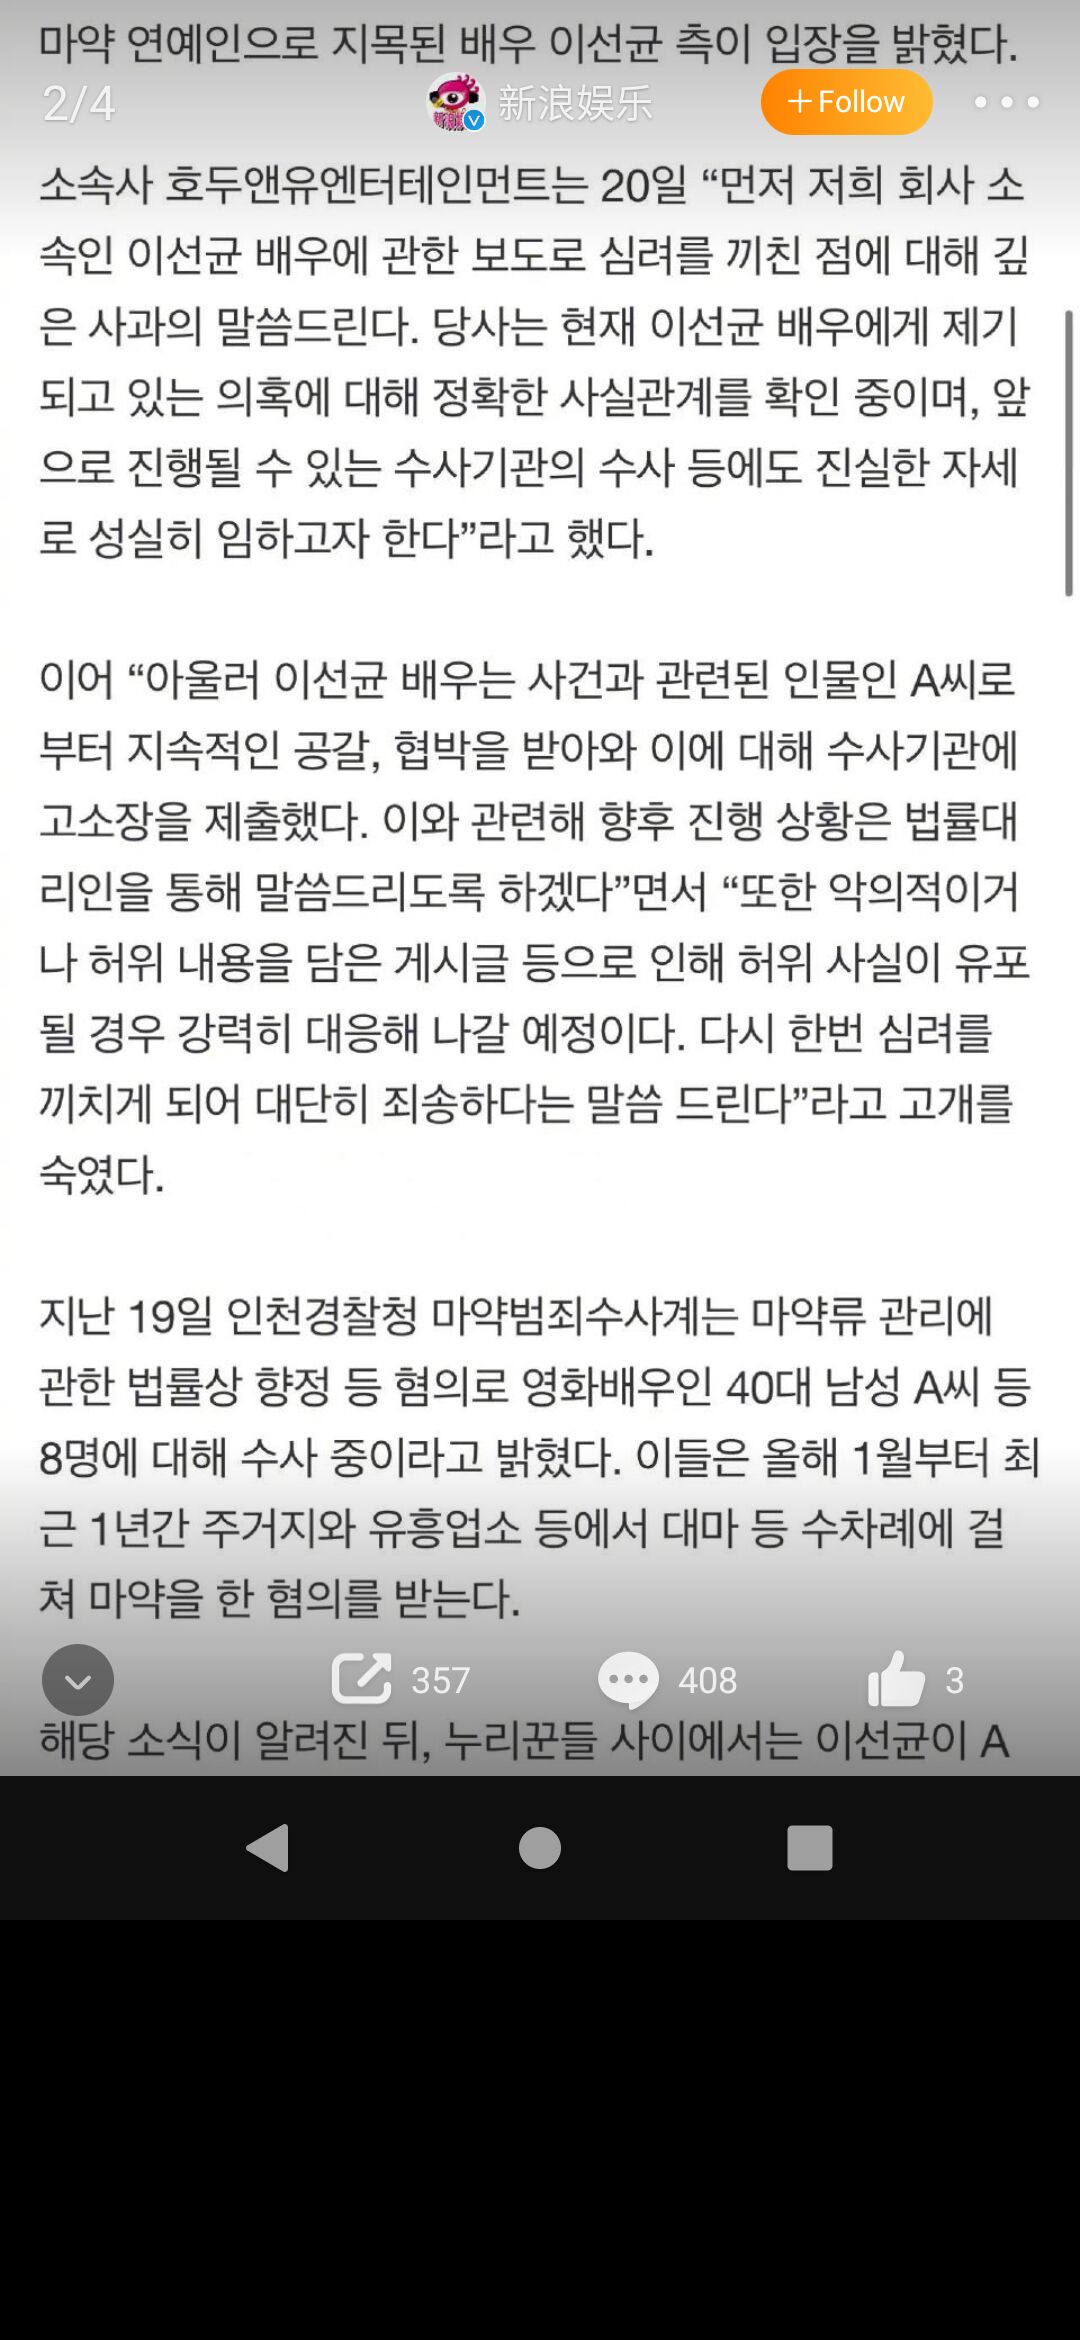 마약 연예인으로 지목된 배우 이선균 측이 입장을 밝혔다.
2/4
新浪娱乐
+Follow
소속사 호두앤유엔터테인먼트는 20일 “먼저 저희 회사 소
속인 이선균 배우에 관한 보도로 심려를 끼친 점에 대해 깊
은 사과의 말씀드린다. 당사는 현재 이선균 배우에게 제기
되고 있는 의혹에 대해 정확한 사실관계를 확인 중이며, 앞
으로 진행될 수 있는 수사기관의 수사 등에도 진실한 자세
로 성실히 임하고자 한다”라고 했다.
이어 “아울러 이선균 배우는 사건과 관련된 인물인 A씨로
부터 지속적인 공갈, 협박을 받아와 이에 대해 수사기관에
고소장을 제출했다. 이와 관련해 향후 진행 상황은 법률대
리인을 통해 말씀드리도록 하겠다”면서 “또한 악의적이거
나 허위 내용을 담은 게시글 등으로 인해 허위 사실이 유포
될 경우 강력히 대응해 나갈 예정이다. 다시 한번 심려를
끼치게 되어 대단히 죄송하다는 말씀 드린다”라고 고개를
숙였다.
지난 19일 인천경찰청 마약범죄수사계는 마약류 관리에
관한 법률상 향정 등 혐의로 영화배우인 40대 남성 A씨 등
8명에 대해 수사 중이라고 밝혔다. 이들은 올해 1월부터 최
근 1년간 주거지와 유흥업소 등에서 대마 등 수차례에 걸
쳐 마약을 한 혐의를 받는다.
357
408
3
해당 소식이 알려진 뒤, 누리꾼들 사이에서는 이선균이 A